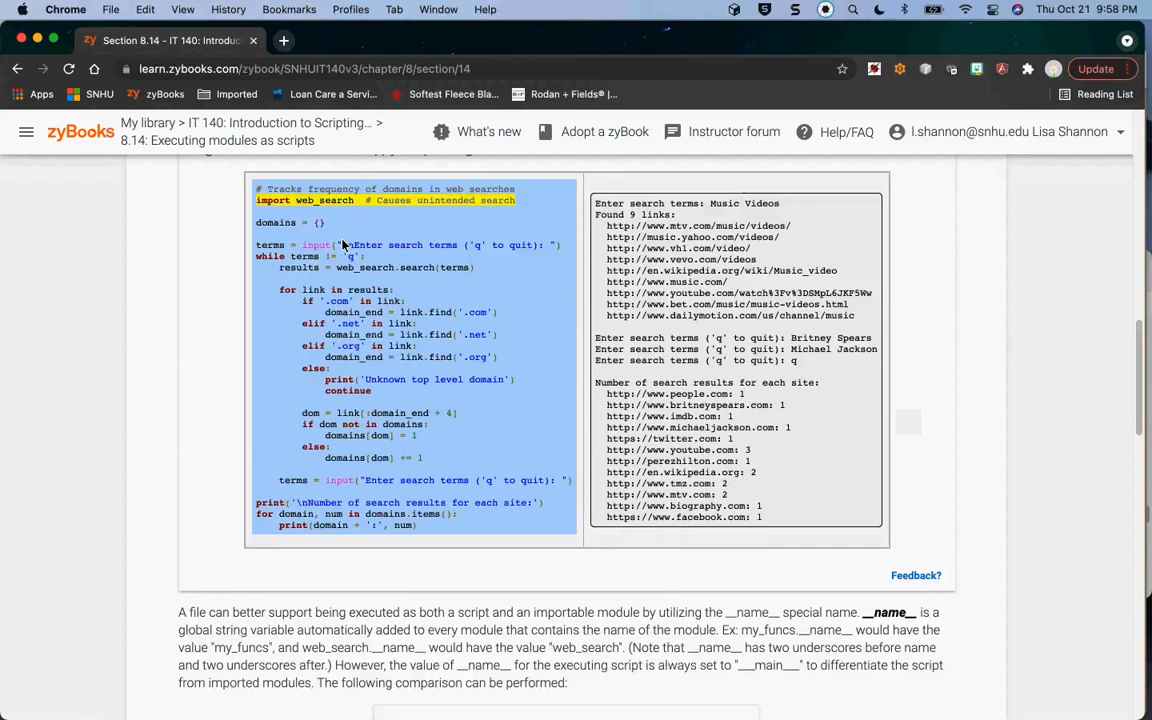 Chrome File Edit View History Bookmarks Profiles Tab Window Help Thu Oct 21 9:58 PM
zy Section 8.14 - IT 140: Introduc
learn.zybooks.com/zybook/SNHUIT140v3/chapter/8/section/14 Update
Apps SNHU zy zyBooks Imported Loan Care a Servi... Softest Fleece Bla... R+F Rodan + Fields® |... Reading List
zyBooks My library > IT 140: Introduction to Scripting... > What's new Adopt a zyBook Instructor forum Help/FAQ l.shannon@snhu.edu Lisa Shannon
8.14: Executing modules as scripts
# Tracks frequency of domains in web searches
import web_search # Causes unintended search
domains = {}
terms = input("\nEnter search terms ('q' to quit): ")
while terms != 'q':
results = web_search.search(terms)
for link in results:
if '.com' in link:
domain_end = link.find('.com')
elif '.net' in link:
domain_end = link.find('.net')
elif '.org' in link:
domain_end = link.find('.org')
else:
print('Unknown top level domain')
continue
dom = link[:domain_end + 4]
if dom not in domains:
domains[dom] = 1
else:
domains[dom] += 1
terms = input("Enter search terms ('q' to quit): ")
print('\nNumber of search results for each site:')
for domain, num in domains.items():
print(domain + ':', num)
Enter search terms: Music Videos
Found 9 links:
http://www.mtv.com/music/videos/
http://music.yahoo.com/videos/
http://www.vh1.com/video/
http://www.vevo.com/videos
http://en.wikipedia.org/wiki/Music_video
http://www.music.com/
http://www.youtube.com/watch%3Fv%3DSMpL6JKF5Ww
http://www.bet.com/music/music-videos.html
http://www.dailymotion.com/us/channel/music
Enter search terms ('q' to quit): Britney Spears
Enter search terms ('q' to quit): Michael Jackson
Enter search terms ('q' to quit): q
Number of search results for each site:
http://www.people.com: 1
http://www.britneyspears.com: 1
http://www.imdb.com: 1
http://www.michaeljackson.com: 1
https://twitter.com: 1
http://www.youtube.com: 3
http://perezhilton.com: 1
http://en.wikipedia.org: 2
http://www.tmz.com: 2
http://www.mtv.com: 2
http://www.biography.com: 1
https://www.facebook.com: 1
Feedback?
A file can better support being executed as both a script and an importable module by utilizing the __name__ special name. __name__ is a
global string variable automatically added to every module that contains the name of the module. Ex: my_funcs.__name__ would have the
value "my_funcs", and web_search.__name__ would have the value "web_search". (Note that __name__ has two underscores before name
and two underscores after.) However, the value of __name__ for the executing script is always set to "__main__" to differentiate the script
from imported modules. The following comparison can be performed: